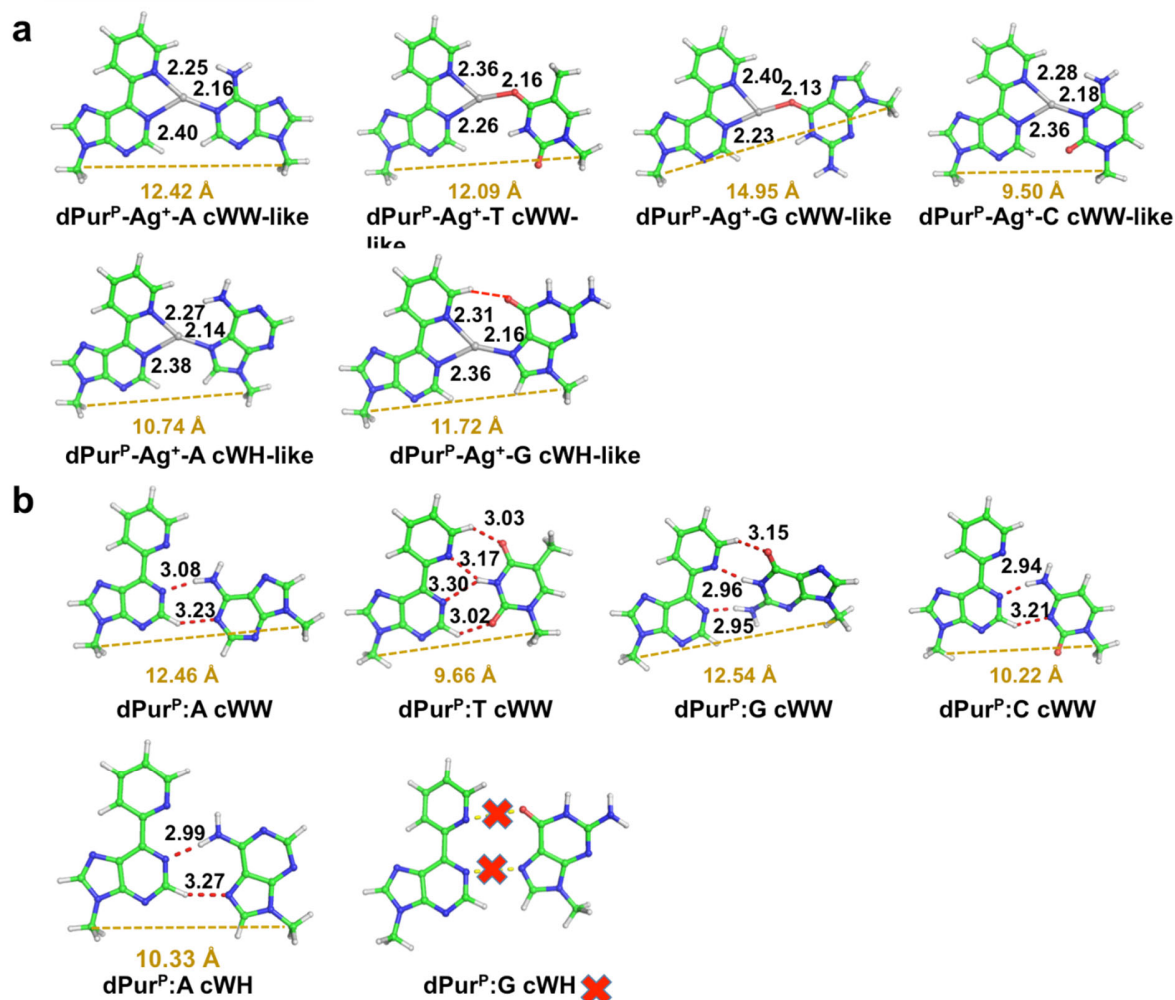 a
2.25
2.16
2.40
12.42 Å
dPurᴾ-Ag⁺-A cWW-like
2.36
2.16
2.26
12.09 Å
dPurᴾ-Ag⁺-T cWW-
like
2.40
2.13
2.23
14.95 Å
dPurᴾ-Ag⁺-G cWW-like
2.28
2.18
2.36
9.50 Å
dPurᴾ-Ag⁺-C cWW-like
2.27
2.14
2.38
10.74 Å
dPurᴾ-Ag⁺-A cWH-like
2.31
2.16
2.36
11.72 Å
dPurᴾ-Ag⁺-G cWH-like
b
3.08
3.23
12.46 Å
dPurᴾ:A cWW
3.03
3.17
3.30
3.02
9.66 Å
dPurᴾ:T cWW
3.15
2.96
2.95
12.54 Å
dPurᴾ:G cWW
2.94
3.21
10.22 Å
dPurᴾ:C cWW
2.99
3.27
10.33 Å
dPurᴾ:A cWH
dPurᴾ:G cWH